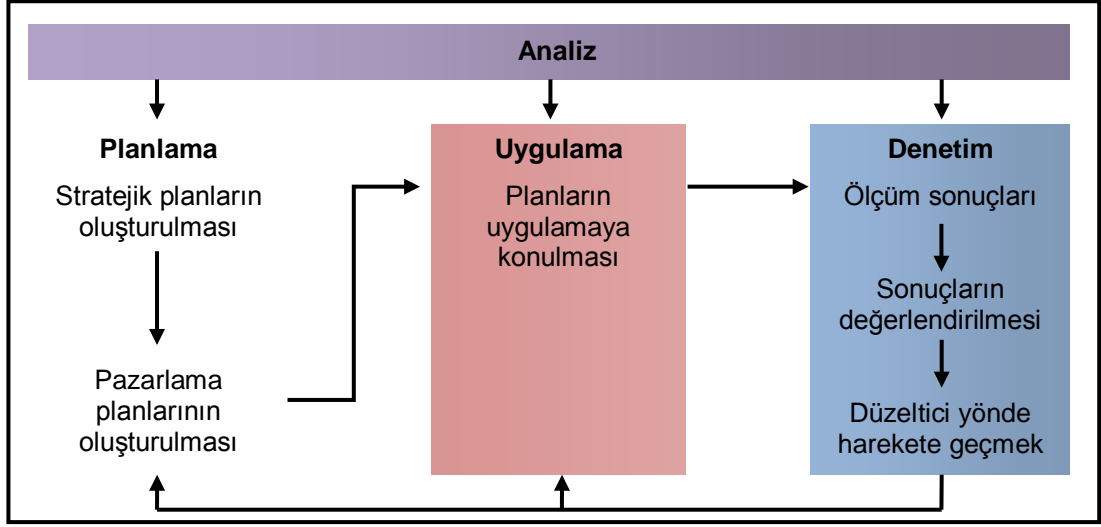 Analiz
Planlama
Stratejik planların
oluşturulması
Pazarlama
planlarının
oluşturulması
Uygulama
Planların
uygulamaya
konulması
Denetim
Ölçüm sonuçları
Sonuçların
değerlendirilmesi
Düzeltici yönde
harekete geçmek